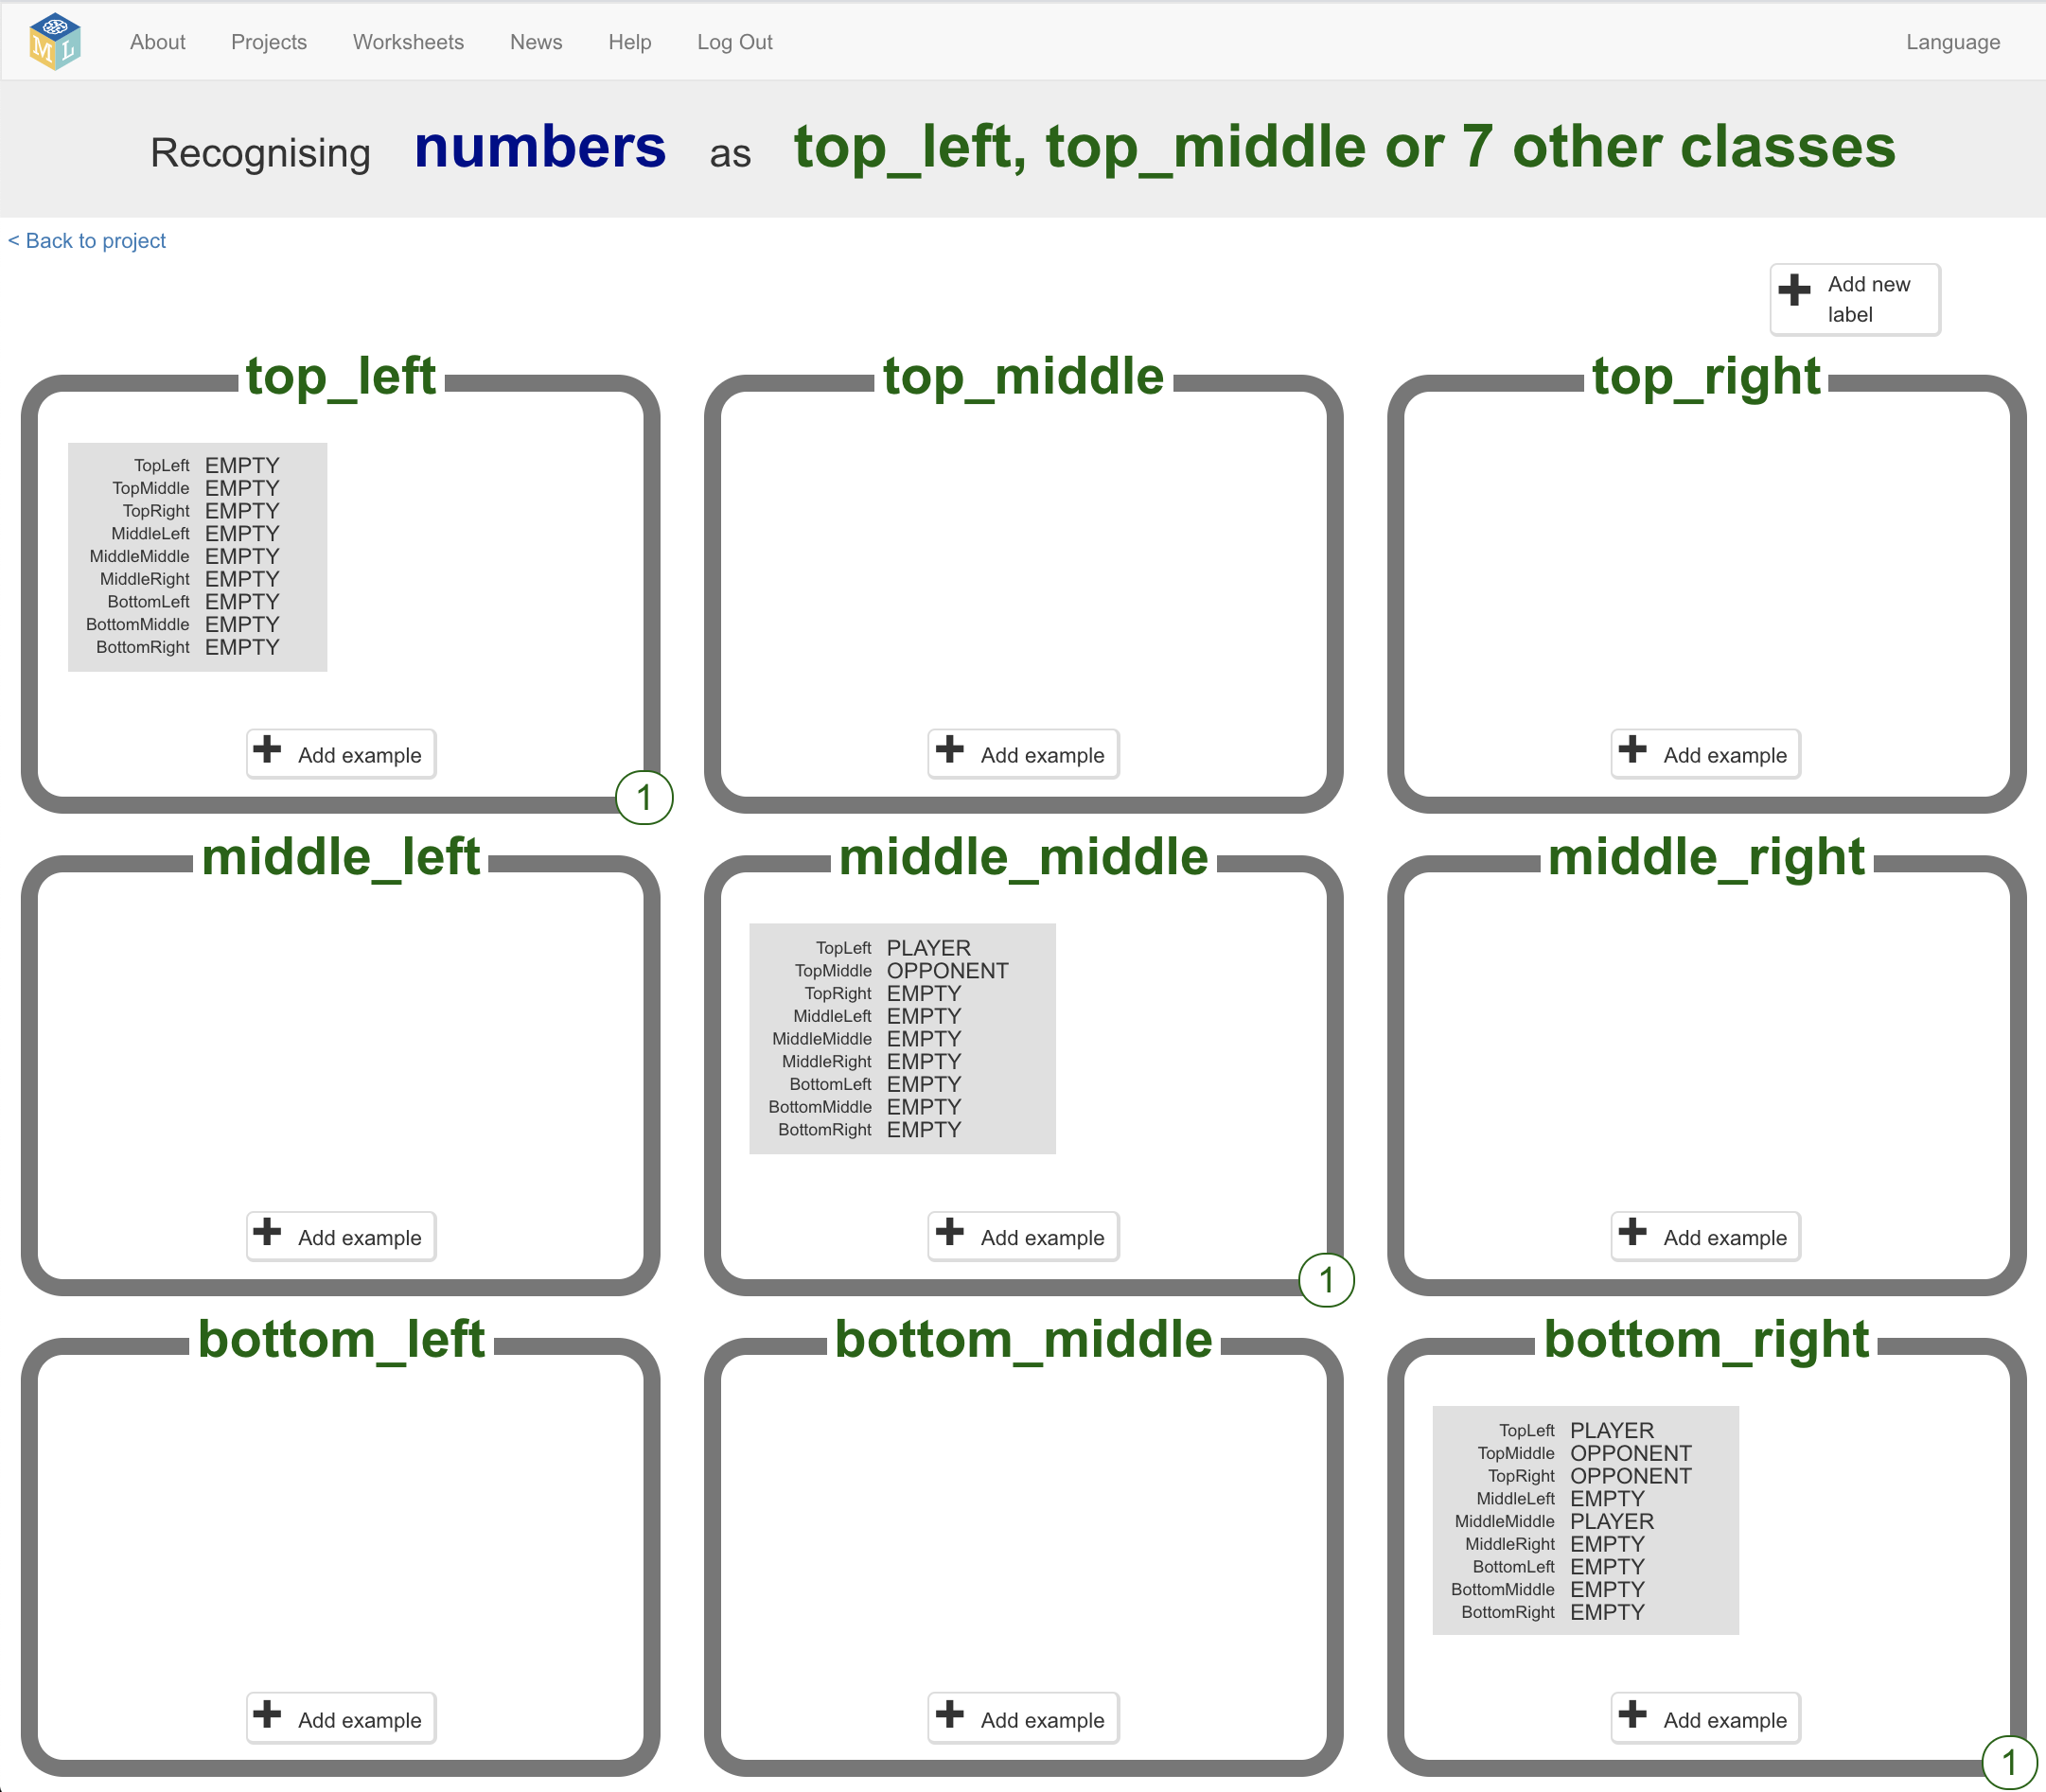 M L
About Projects Worksheets News Help Log Out Language
Recognising numbers as top_left, top_middle or 7 other classes
< Back to project
Add new
label
top_left
TopLeft EMPTY
TopMiddle EMPTY
TopRight EMPTY
MiddleLeft EMPTY
MiddleMiddle EMPTY
MiddleRight EMPTY
BottomLeft EMPTY
BottomMiddle EMPTY
BottomRight EMPTY
Add example
1
top_middle
Add example
top_right
Add example
middle_left
Add example
middle_middle
TopLeft PLAYER
TopMiddle OPPONENT
TopRight EMPTY
MiddleLeft EMPTY
MiddleMiddle EMPTY
MiddleRight EMPTY
BottomLeft EMPTY
BottomMiddle EMPTY
BottomRight EMPTY
Add example
1
middle_right
Add example
bottom_left
Add example
bottom_middle
Add example
bottom_right
TopLeft PLAYER
TopMiddle OPPONENT
TopRight OPPONENT
MiddleLeft EMPTY
MiddleMiddle PLAYER
MiddleRight EMPTY
BottomLeft EMPTY
BottomMiddle EMPTY
BottomRight EMPTY
Add example
1